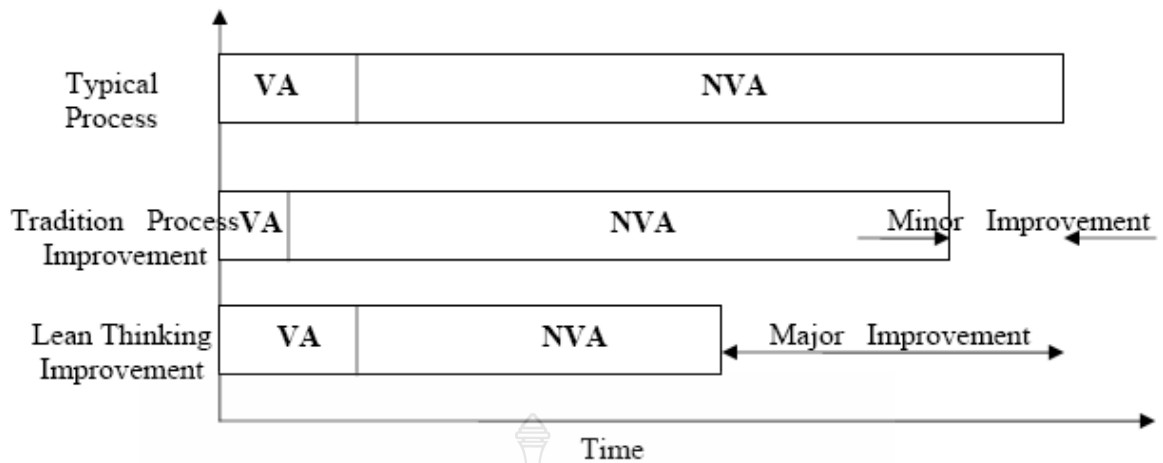 Typical
Process
VA
NVA
Tradition Process
Improvement
VA
NVA
Minor Improvement
Lean Thinking
Improvement
VA
NVA
Major Improvement
Time